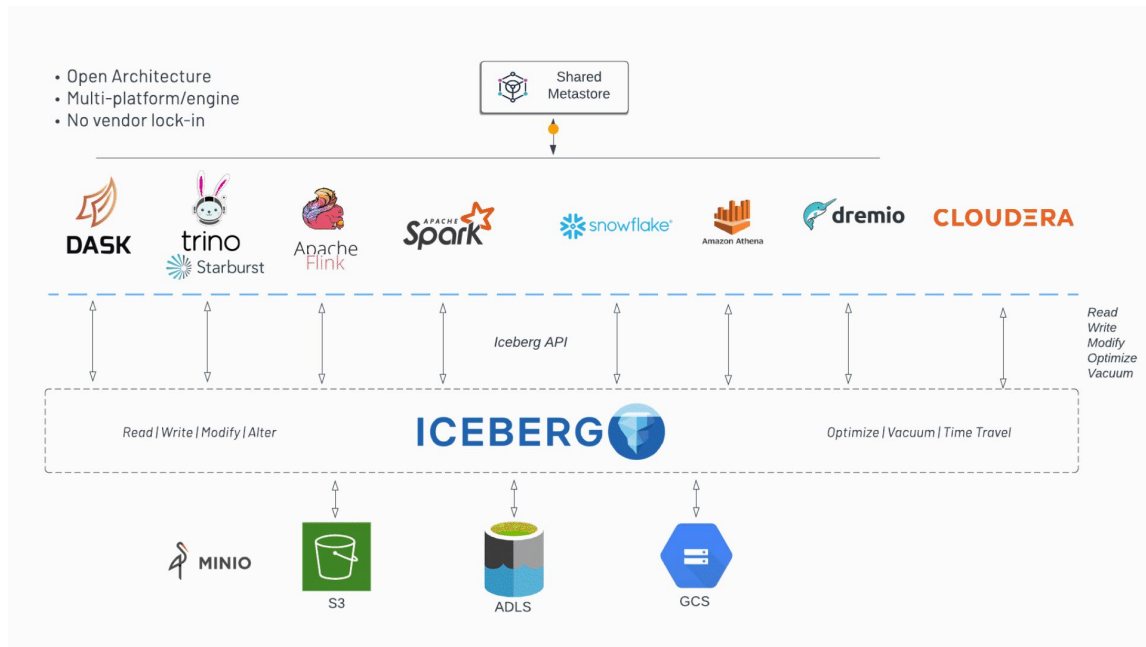 • Open Architecture
• Multi-platform/engine
• No vendor lock-in
Shared
Metastore
DASK
trino
Starburst
Apache
Flink
APACHE
Spark
snowflake®
Amazon Athena
dremio
CLOUDERA
Iceberg API
Read
Write
Modify
Optimize
Vacuum
Read | Write | Modify | Alter
ICEBERG
Optimize | Vacuum | Time Travel
MINIO
S3
ADLS
GCS